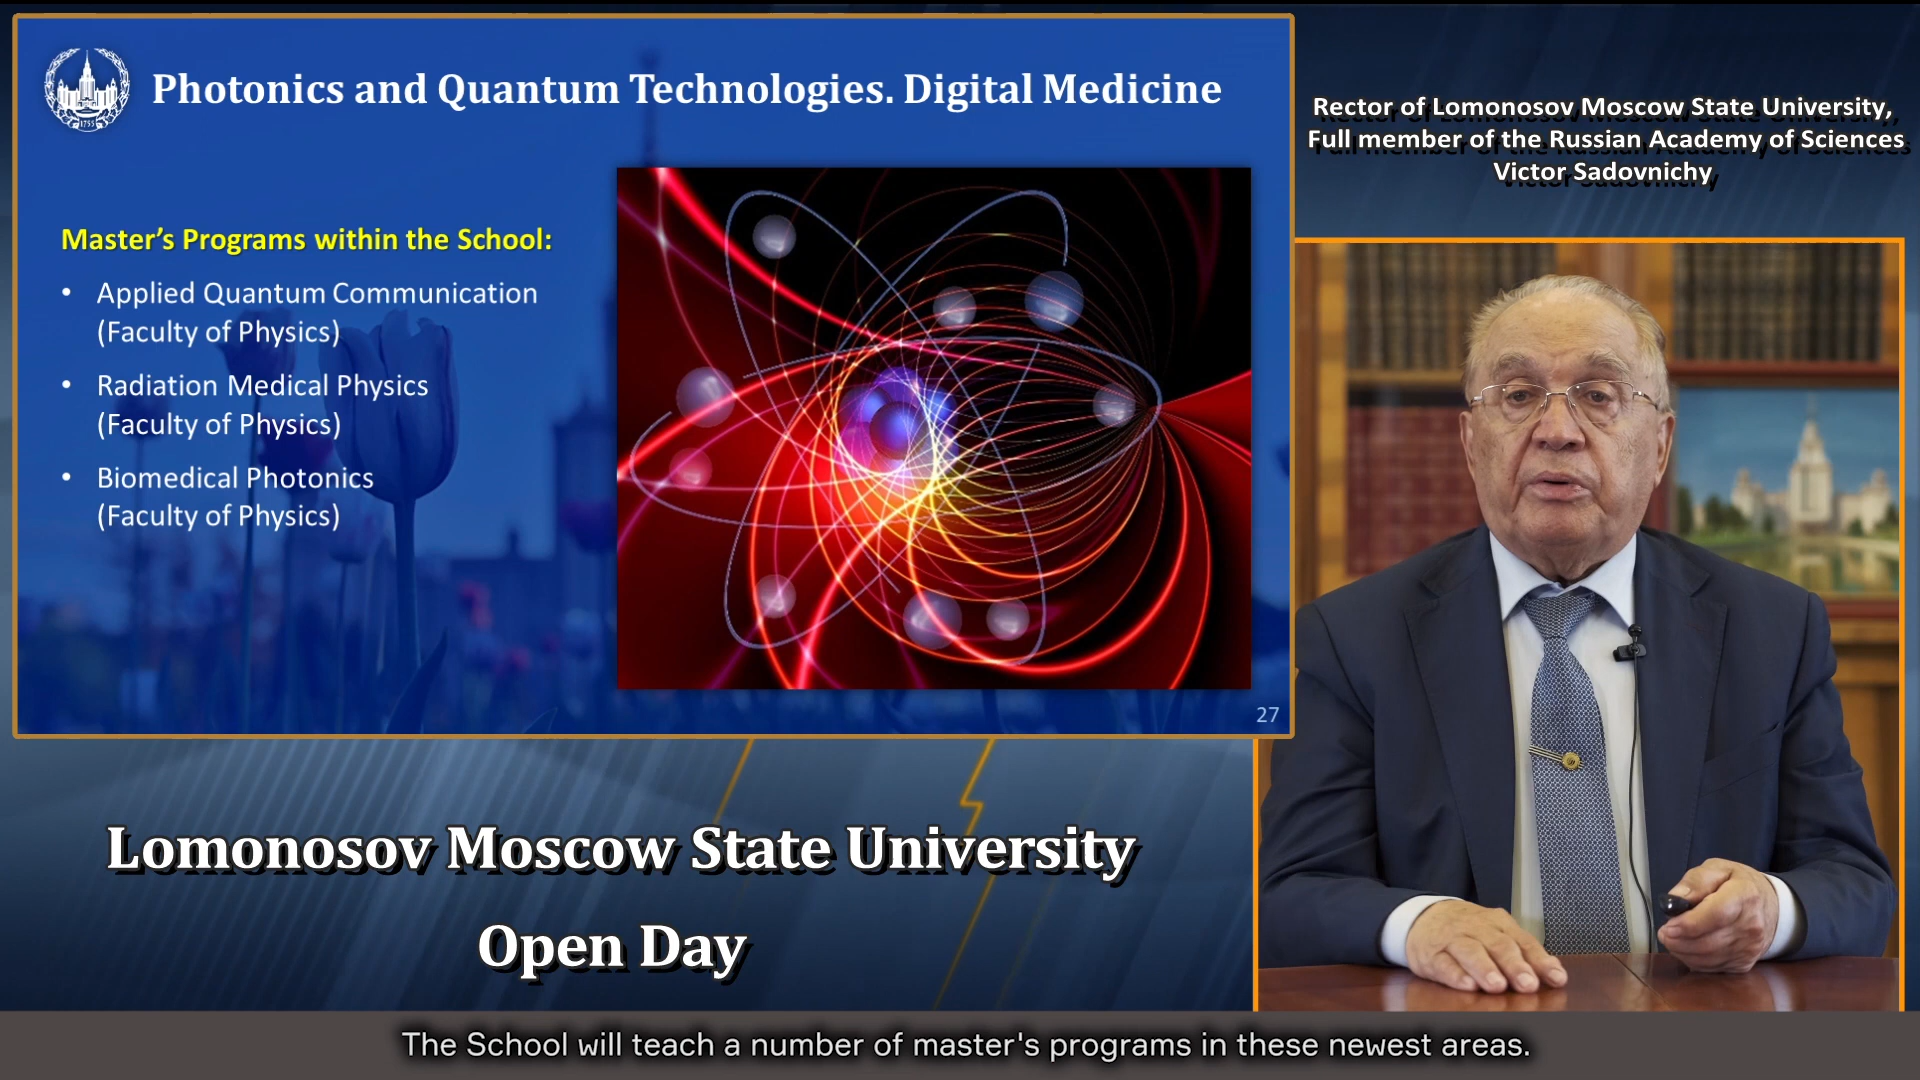 1755
Photonics and Quantum Technologies. Digital Medicine
Master's Programs within the School:
• Applied Quantum Communication
(Faculty of Physics)
• Radiation Medical Physics
(Faculty of Physics)
• Biomedical Photonics
(Faculty of Physics)
27
Rector of Lomonosov Moscow State University,
Full member of the Russian Academy of Sciences
Victor Sadovnichy
Lomonosov Moscow State University
Open Day
The School will teach a number of master's programs in these newest areas.